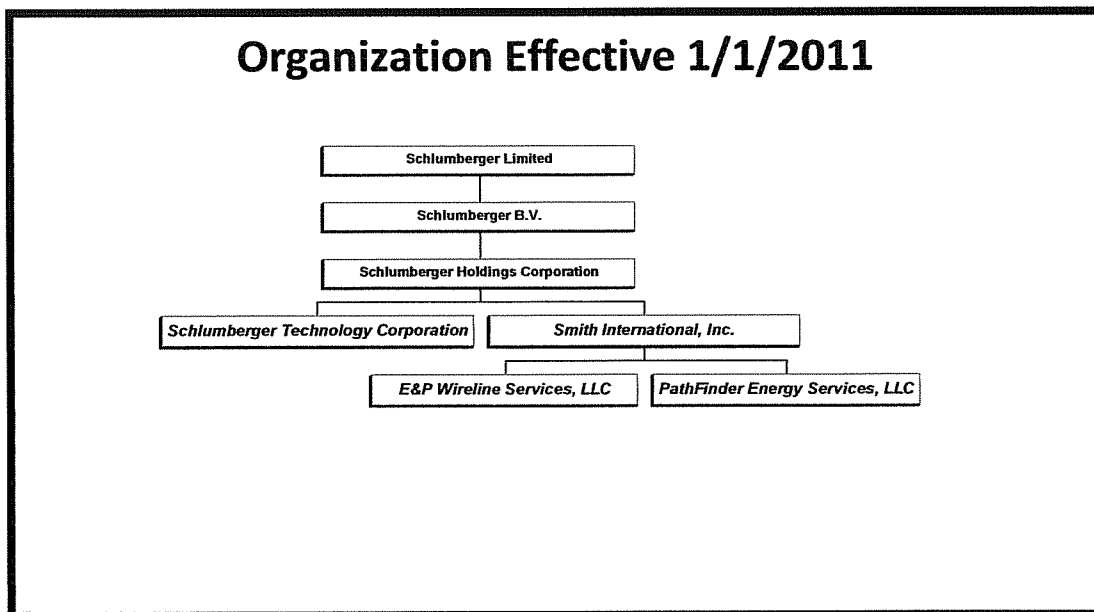 Organization Effective 1/1/2011
Schlumberger Limited
Schlumberger B.V.
Schlumberger Holdings Corporation
Schlumberger Technology Corporation
Smith International, Inc.
E&P Wireline Services, LLC
PathFinder Energy Services, LLC